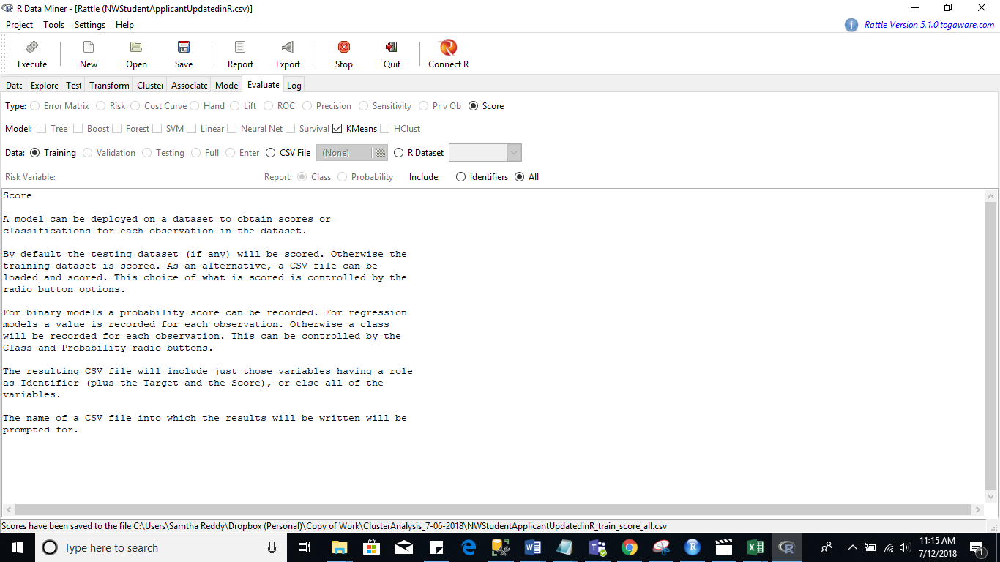 R Data Miner - [Rattle (NWStudentApplicantUpdatedinR.csv)]
Project Tools Settings Help
Rattle Version 5.1.0 togaware.com
Execute New Open Save Report Export Stop Quit Connect R
Data Explore Test Transform Cluster Associate Model Evaluate Log
Type: Error Matrix Risk Cost Curve Hand Lift ROC Precision Sensitivity Pr v Ob Score
Model: Tree Boost Forest SVM Linear Neural Net Survival KMeans HClust
Data: Training Validation Testing Full Enter CSV File (None) R Dataset
Risk Variable: Report: Class Probability Include: Identifiers All
Score
A model can be deployed on a dataset to obtain scores or
classifications for each observation in the dataset.
By default the testing dataset (if any) will be scored. Otherwise the
training dataset is scored. As an alternative, a CSV file can be
loaded and scored. This choice of what is scored is controlled by the
radio button options.
For binary models a probability score can be recorded. For regression
models a value is recorded for each observation. Otherwise a class
will be recorded for each observation. This can be controlled by the
Class and Probability radio buttons.
The resulting CSV file will include just those variables having a role
as Identifier (plus the Target and the Score), or else all of the
variables.
The name of a CSV file into which the results will be written will be
prompted for.
Scores have been saved to the file C:\Users\Samtha Reddy\Dropbox (Personal)\Copy of Work\ClusterAnalysis_7-06-2018\NWStudentApplicantUpdatedinR_train_score_all.csv
Type here to search
11:15 AM
7/12/2018
1